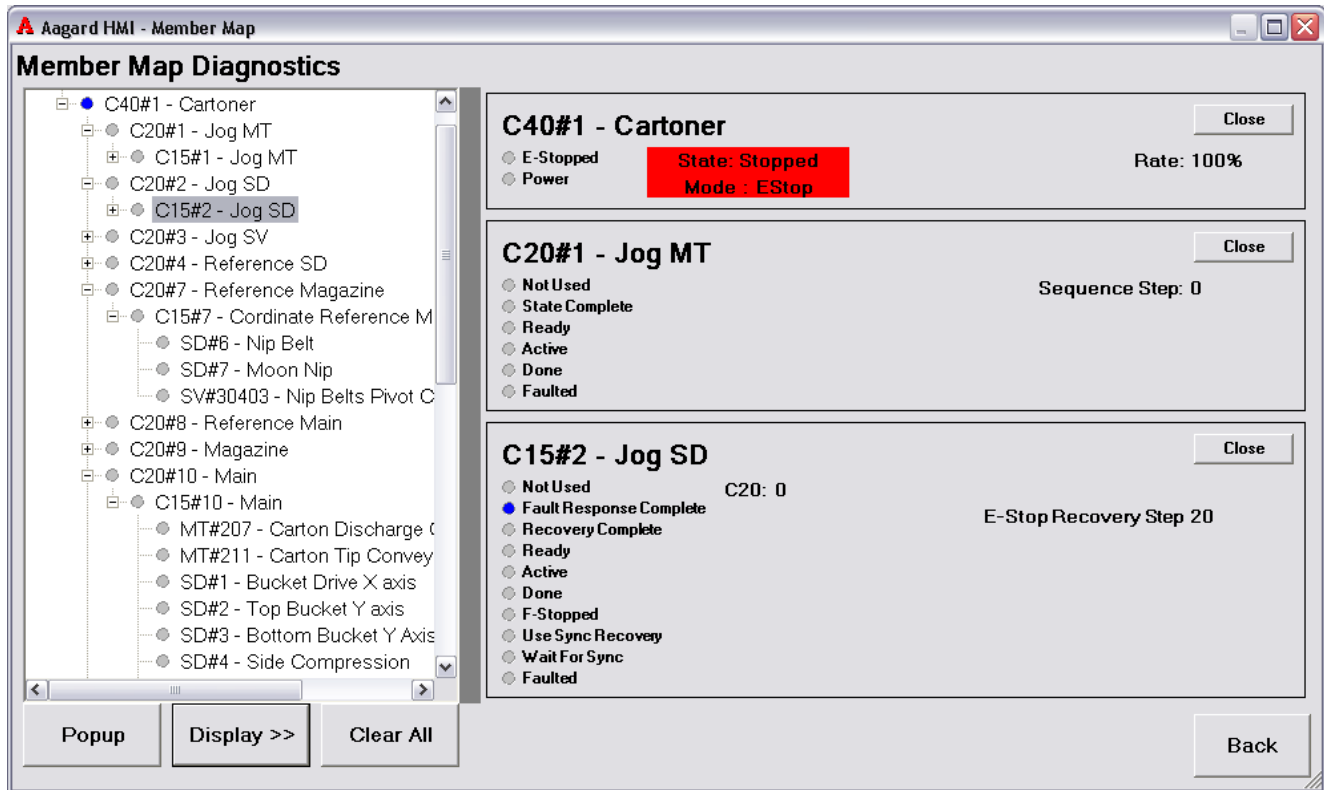 Aagard HMI - Member Map
Member Map Diagnostics
C40#1 - Cartoner
C20#1 - Jog MT
C15#1 - Jog MT
C20#2 - Jog SD
C15#2 - Jog SD
C20#3 - Jog SV
C20#4 - Reference SD
C20#7 - Reference Magazine
C15#7 - Cordinate Reference M
SD#6 - Nip Belt
SD#7 - Moon Nip
SV#30403 - Nip Belts Pivot C
C20#8 - Reference Main
C20#9 - Magazine
C20#10 - Main
C15#10 - Main
MT#207 - Carton Discharge
MT#211 - Carton Tip Convey
SD#1 - Bucket Drive X axis
SD#2 - Top Bucket Y axis
SD#3 - Bottom Bucket Y Axis
SD#4 - Side Compression
Popup
Display >>
Clear All
C40#1 - Cartoner
Close
E-Stopped
Power
State: Stopped
Mode : EStop
Rate: 100%
C20#1 - Jog MT
Close
Not Used
State Complete
Ready
Active
Done
Faulted
Sequence Step: 0
C15#2 - Jog SD
Close
Not Used
C20: 0
Fault Response Complete
E-Stop Recovery Step 20
Recovery Complete
Ready
Active
Done
F-Stopped
Use Sync Recovery
Wait For Sync
Faulted
Back